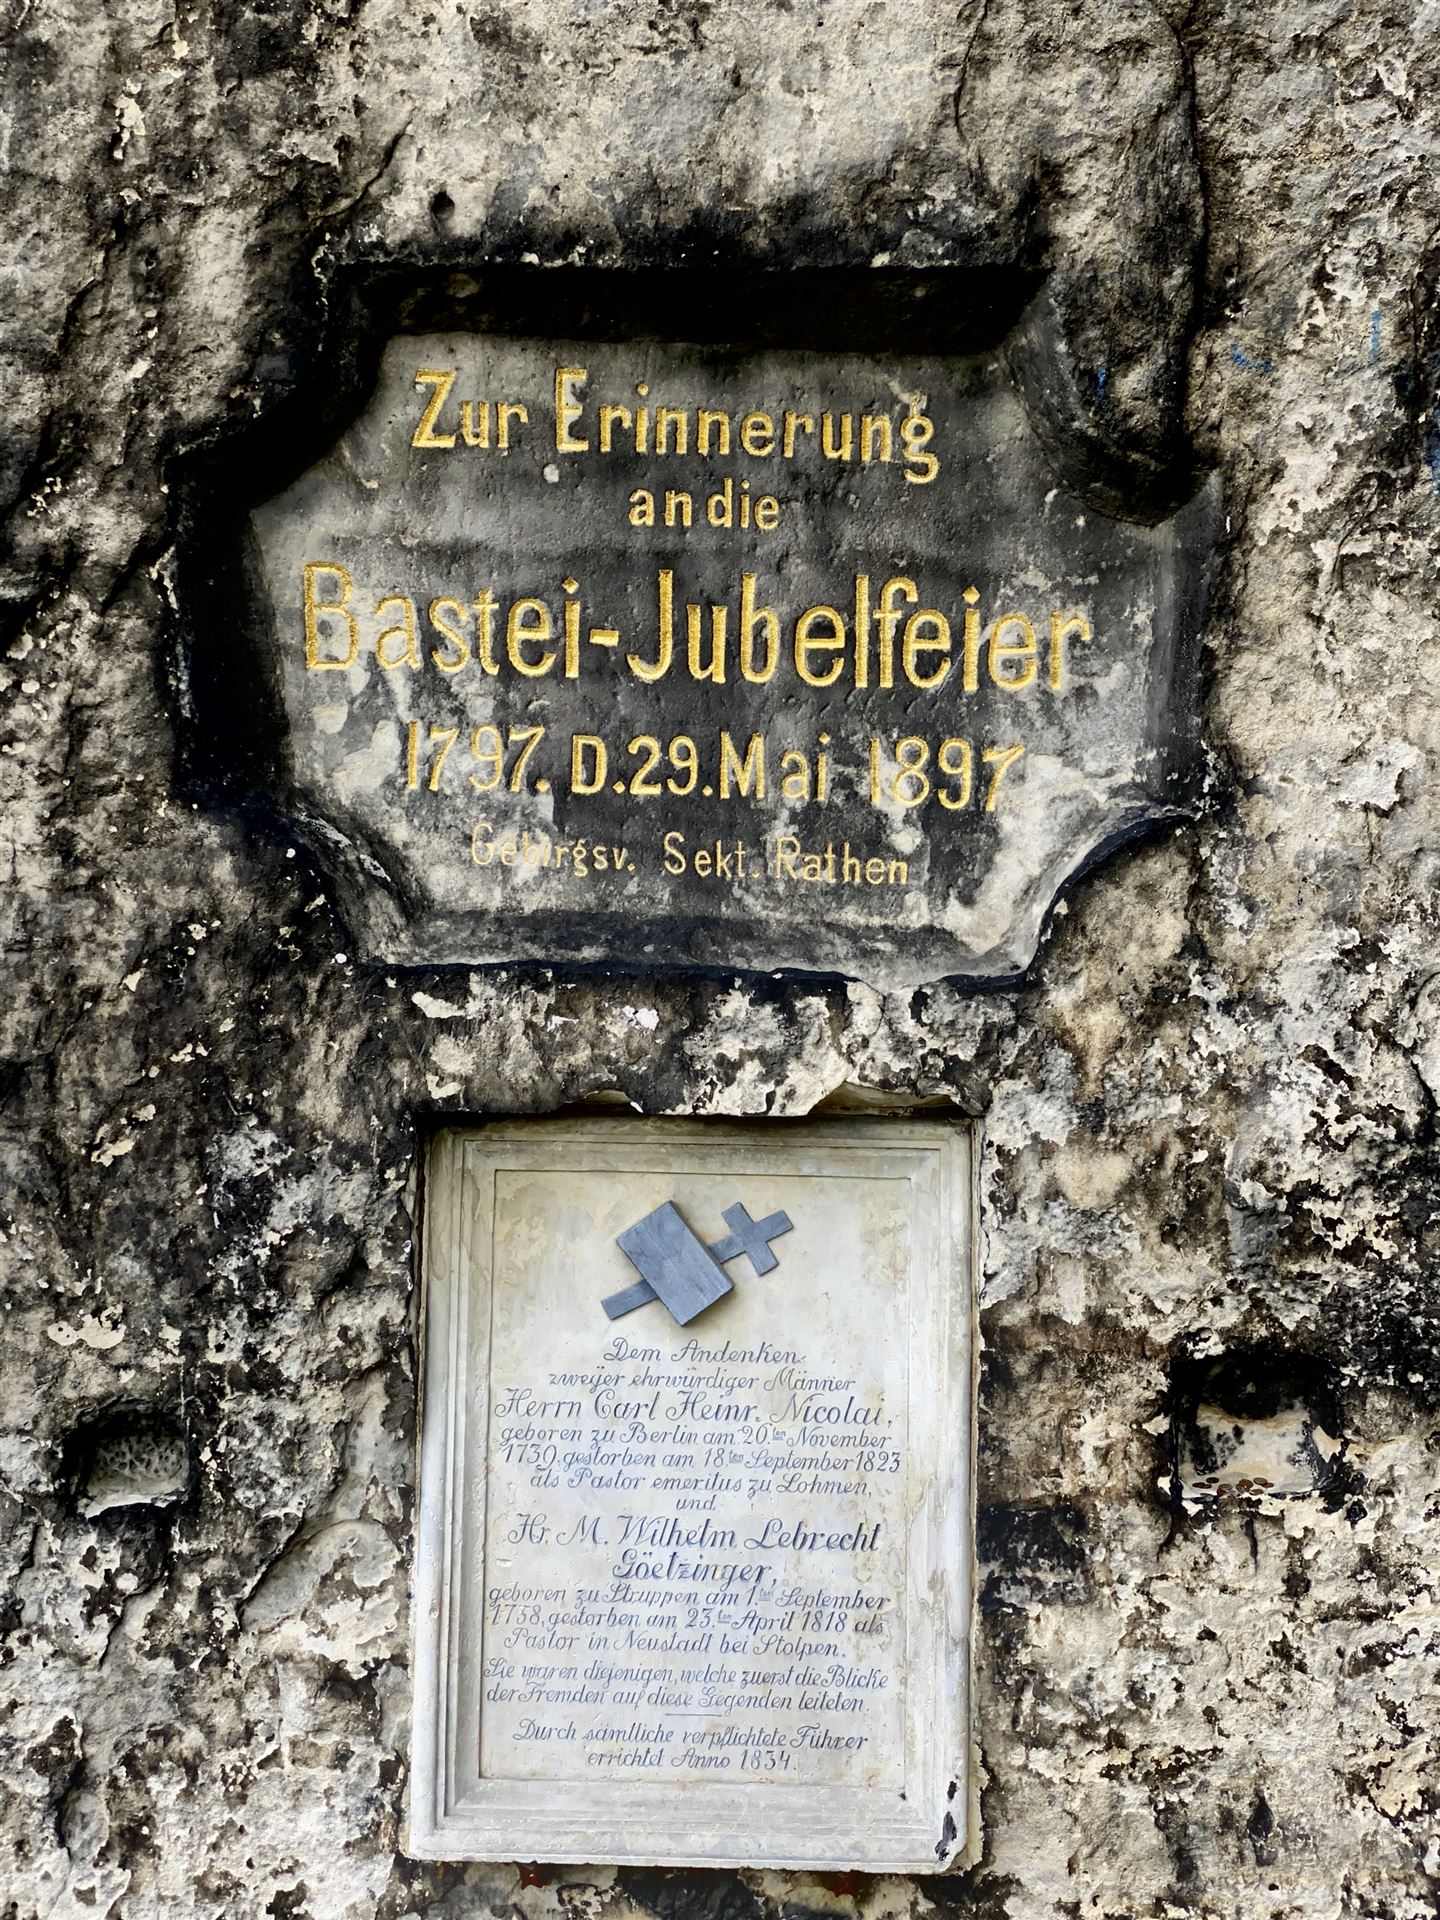 Zur Erinnerung
an die
Bastei-Jubelfeier
1797. D. 29. Mai 1897
Gebirgsv. Sekt. Rathen
Dem Andenken
zweÿer ehrwürdiger Männer
Herrn Carl Heinr. Nicolai,
geboren zu Berlin am 20.ten November
1739. gestorben am 18.ten September 1823
als Pastor emeritus zu Lohmen,
und
Hr. M. Wilhelm Lebrecht
Göetzinger,
geboren zu Struppen am 1.ten September
1758, gestorben am 23.ten April 1818 als
Pastor in Neustadt bei Stolpen.
Sie waren diejenigen, welche zuerst die Blicke
der Fremden auf diese Gegenden leiteten.
Durch sämtliche verpflichtete Führer
errichtet Anno 1834.